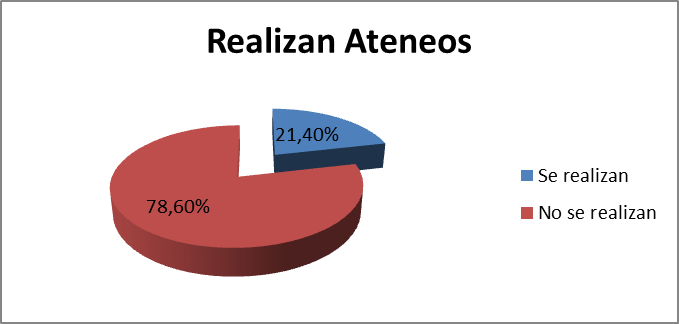 Realizan Ateneos
21,40%
78,60%
Se realizan
No se realizan